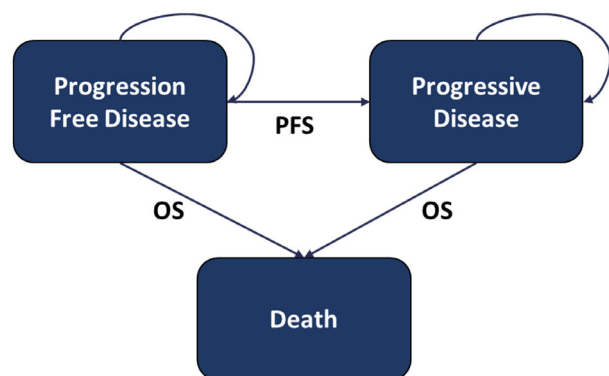 Progression
Free Disease
Progressive
Disease
PFS
OS
OS
Death